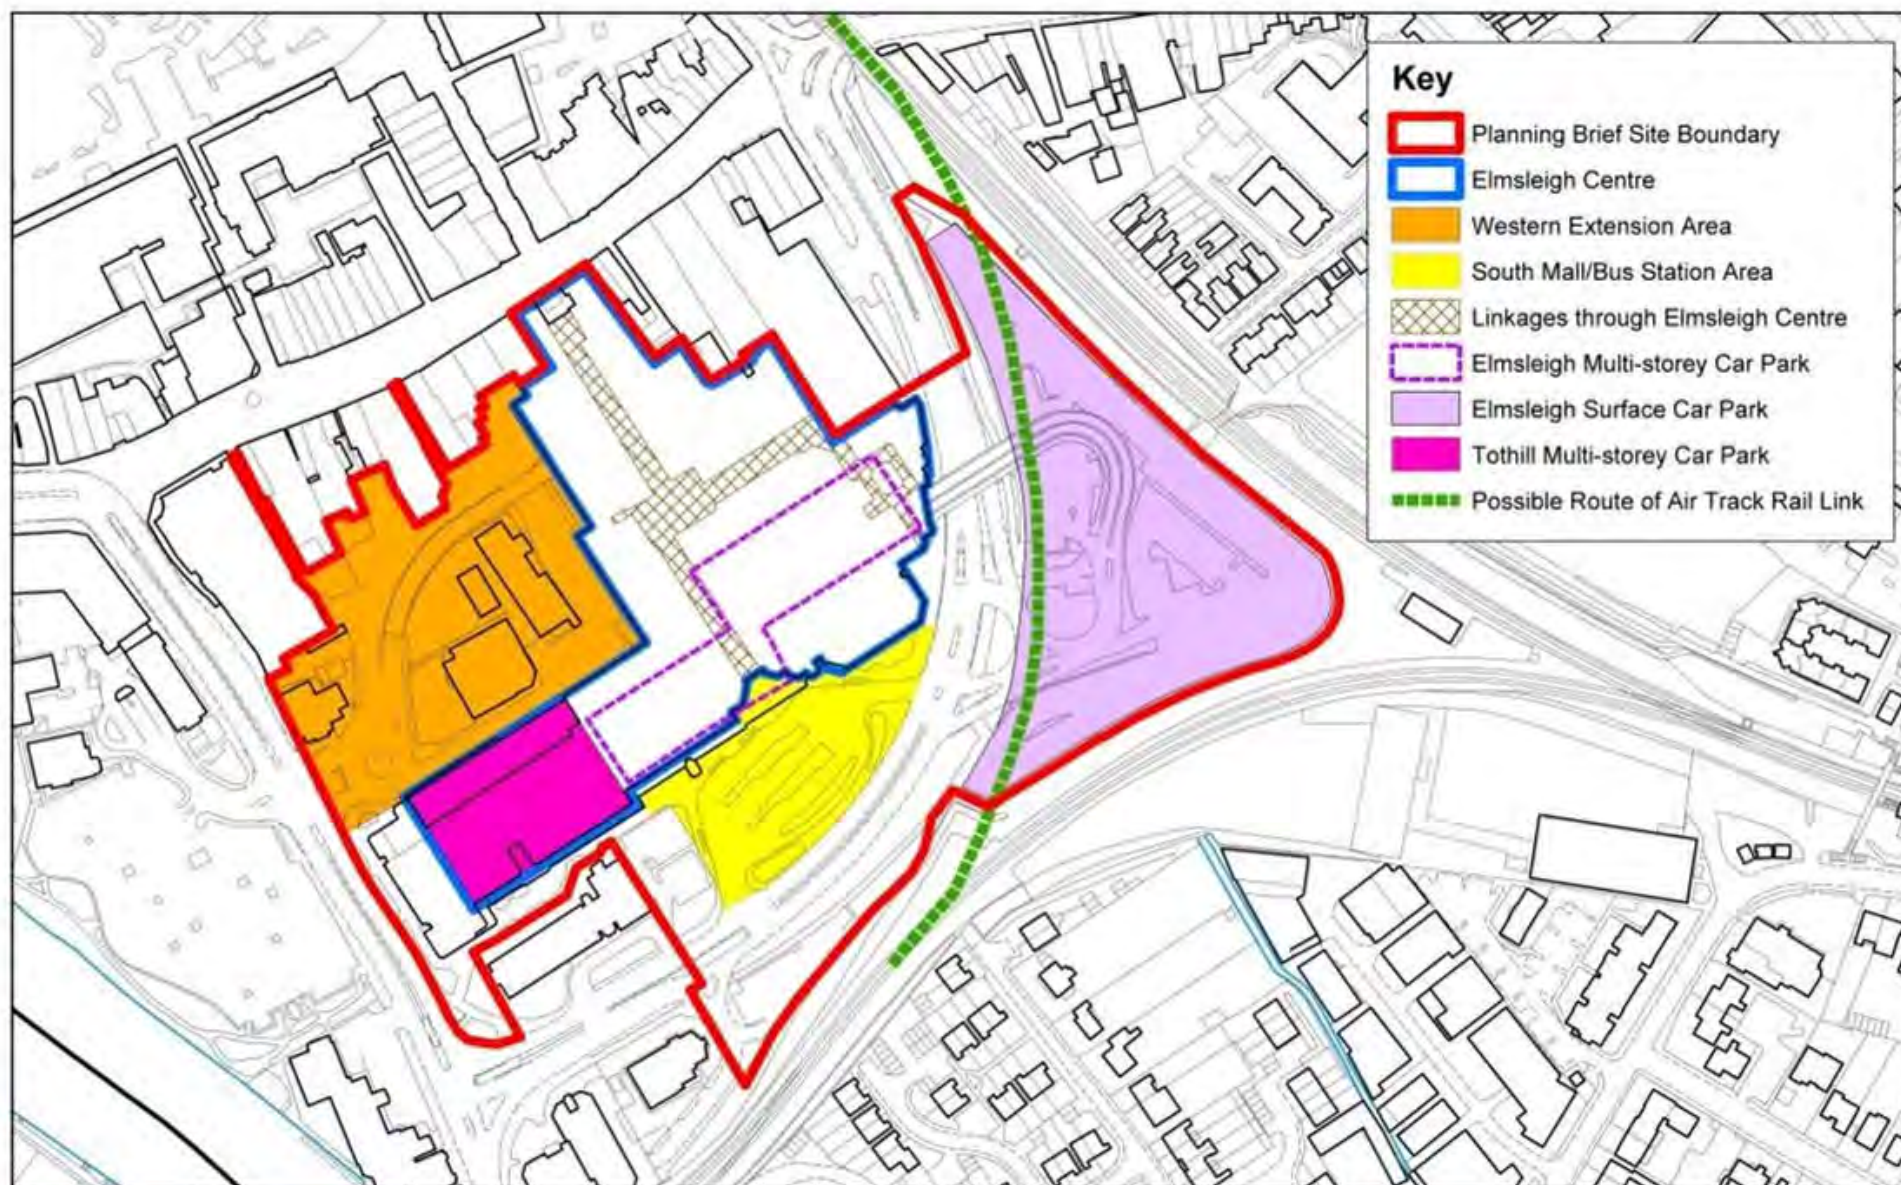 Key
Planning Brief Site Boundary
Elmsleigh Centre
Western Extension Area
South Mall/Bus Station Area
Linkages through Elmsleigh Centre
Elmsleigh Multi-storey Car Park
Elmsleigh Surface Car Park
Tothill Multi-storey Car Park
Possible Route of Air Track Rail Link